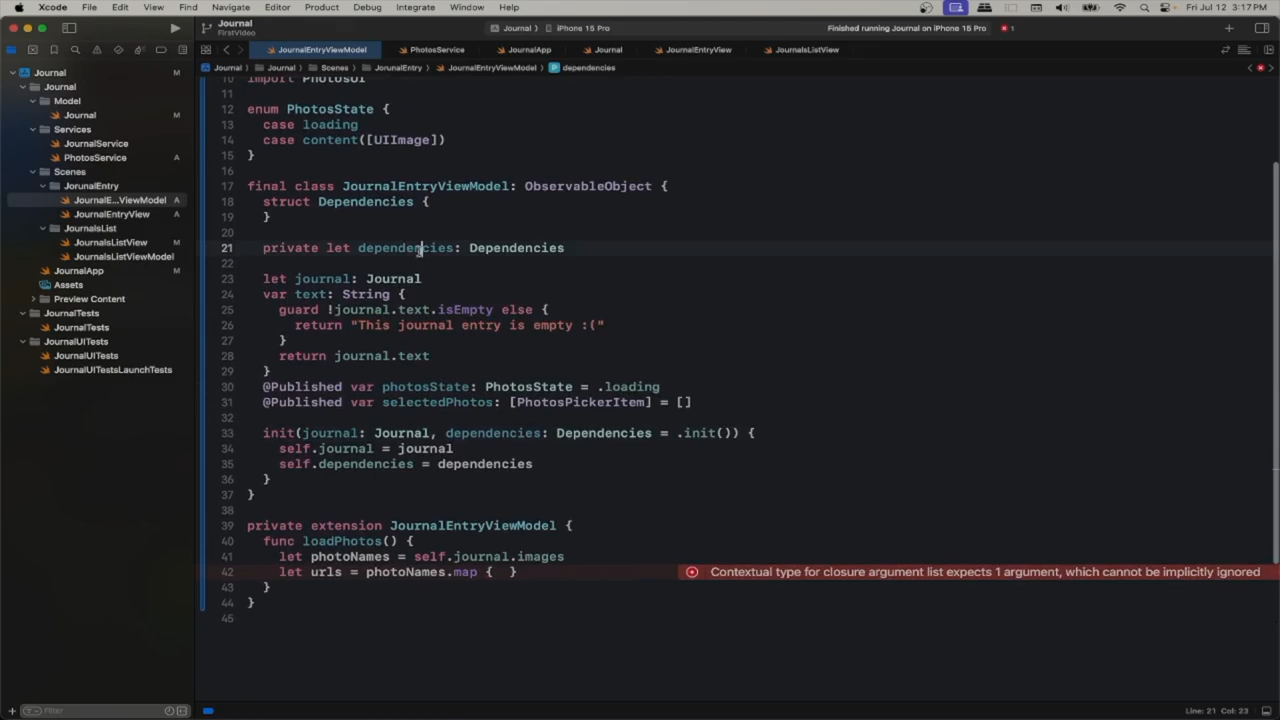 Xcode File Edit View Find Navigate Editor Product Debug Integrate Window Help Fri Jul 12 3:17 PM
Journal
FirstVideo
Journal iPhone 15 Pro
Finished running Journal on iPhone 15 Pro
1
JournalEntryViewModel PhotosService JournalApp Journal JournalEntryView JournalsListView
Journal Journal Scenes JorunalEntry JournalEntryViewModel dependencies
Journal M
Journal
Model
Journal A
Services
JournalService
PhotosService A
Scenes
JorunalEntry
JournalE...ViewModel A
JournalEntryView A
JournalsList
JournalsListView M
JournalsListViewModel
JournalApp M
Assets
Preview Content
JournalTests
JournalTests
JournalUITests
JournalUITests
JournalUITestsLaunchTests
Filter
10 import PhotosUI
11
12 enum PhotosState {
13 case loading
14 case content([UIImage])
15 }
16
17 final class JournalEntryViewModel: ObservableObject {
18 struct Dependencies {
19 }
20
21 private let dependencies: Dependencies
22
23 let journal: Journal
24 var text: String {
25 guard !journal.text.isEmpty else {
26 return "This journal entry is empty :("
27 }
28 return journal.text
29 }
30 @Published var photosState: PhotosState = .loading
31 @Published var selectedPhotos: [PhotosPickerItem] = []
32
33 init(journal: Journal, dependencies: Dependencies = .init()) {
34 self.journal = journal
35 self.dependencies = dependencies
36 }
37 }
38
39 private extension JournalEntryViewModel {
40 func loadPhotos() {
41 let photoNames = self.journal.images
42 let urls = photoNames.map { } Contextual type for closure argument list expects 1 argument, which cannot be implicitly ignored
43 }
44 }
45
Line: 21 Col: 23